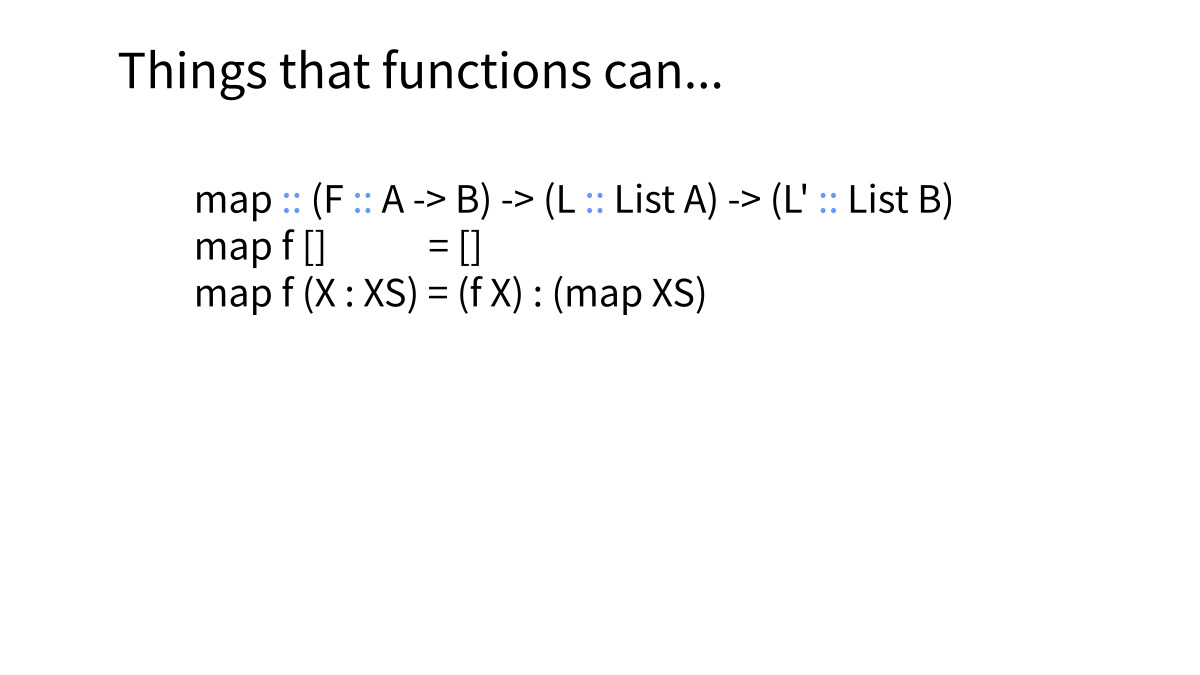 Things that functions can...
map :: (F :: A -> B) -> (L :: List A) -> (L' :: List B)
map f [] = []
map f (X : XS) = (f X) : (map XS)